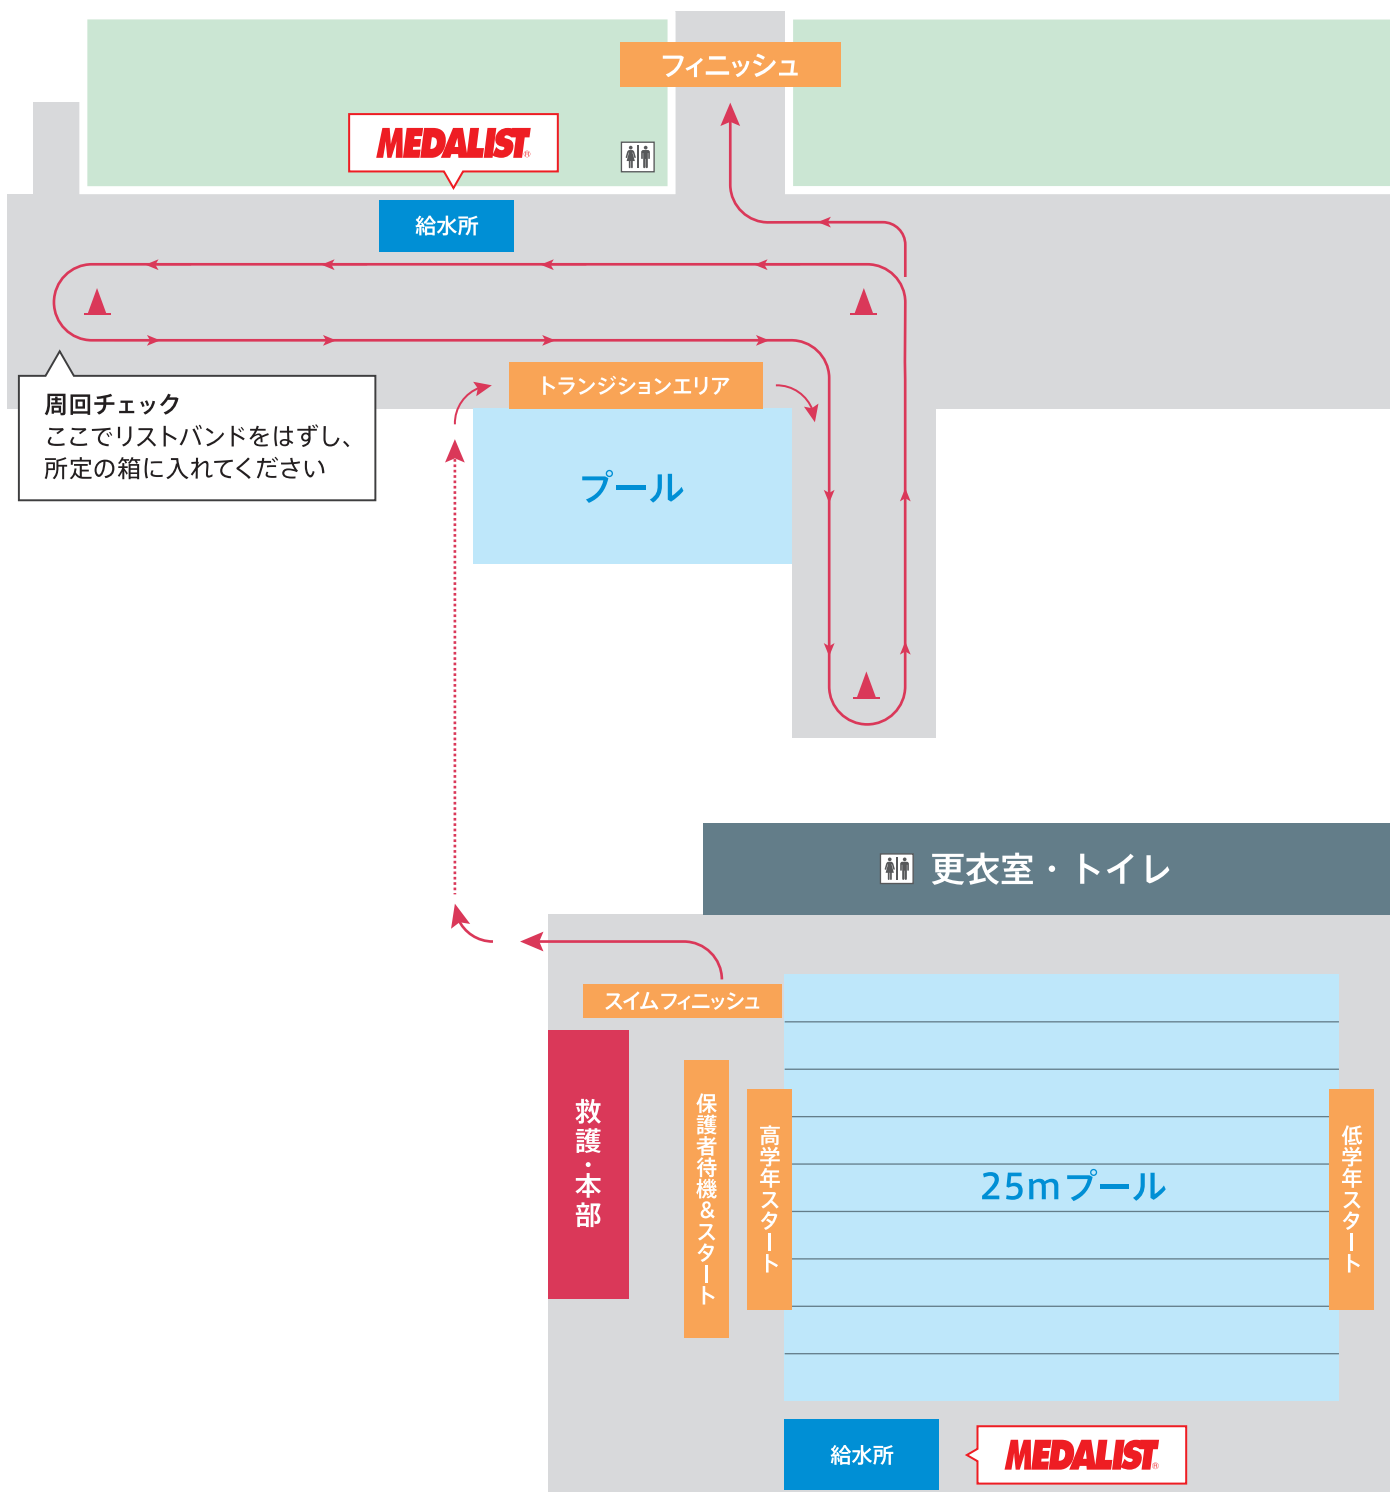 フィニッシュ
MEDALIST®
給水所
周回チェック
ここでリストバンドをはずし、
所定の箱に入れてください
トランジションエリア
プール
更衣室・トイレ
スイムフィニッシュ
救護・本部
保護者待機&スタート
高学年スタート
25mプール
低学年スタート
給水所
MEDALIST®